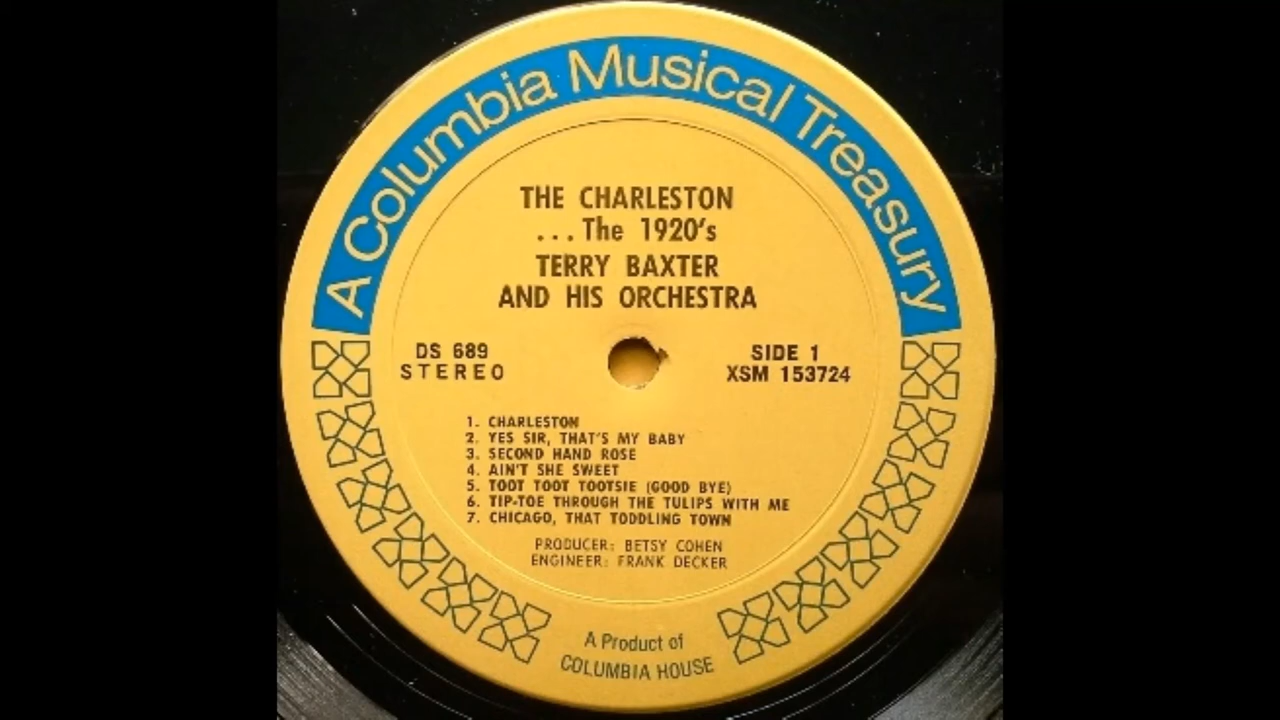 A Columbia Musical Treasury
THE CHARLESTON
...The 1920's
TERRY BAXTER
AND HIS ORCHESTRA
DS 689
STEREO
SIDE 1
XSM 153724
1. CHARLESTON
2. YES SIR, THAT'S MY BABY
3. SECOND HAND ROSE
4. AIN'T SHE SWEET
5. TOOT TOOT TOOTSIE (GOOD BYE)
6. TIP-TOE THROUGH THE TULIPS WITH ME
7. CHICAGO, THAT TODDLING TOWN
PRODUCER: BETSY COHEN
ENGINEER: FRANK DECKER
A Product of
COLUMBIA HOUSE